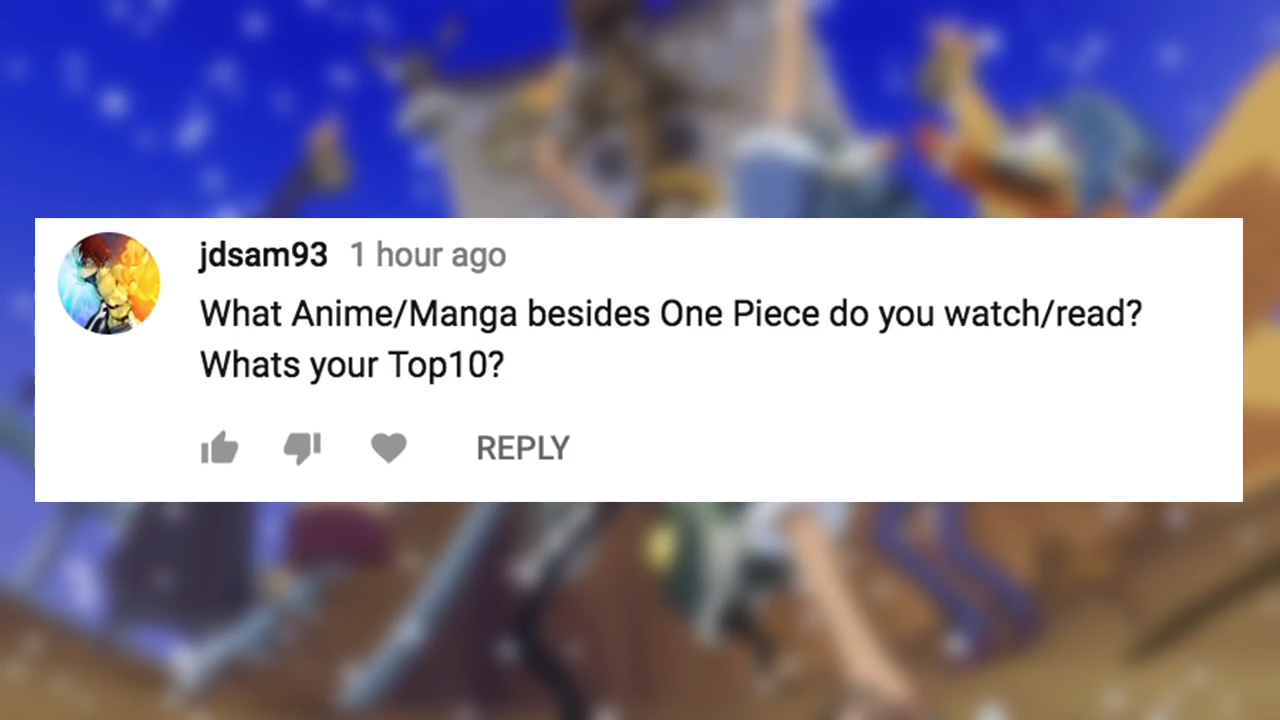 jdsam93 1 hour ago
What Anime/Manga besides One Piece do you watch/read?
Whats your Top10?
REPLY